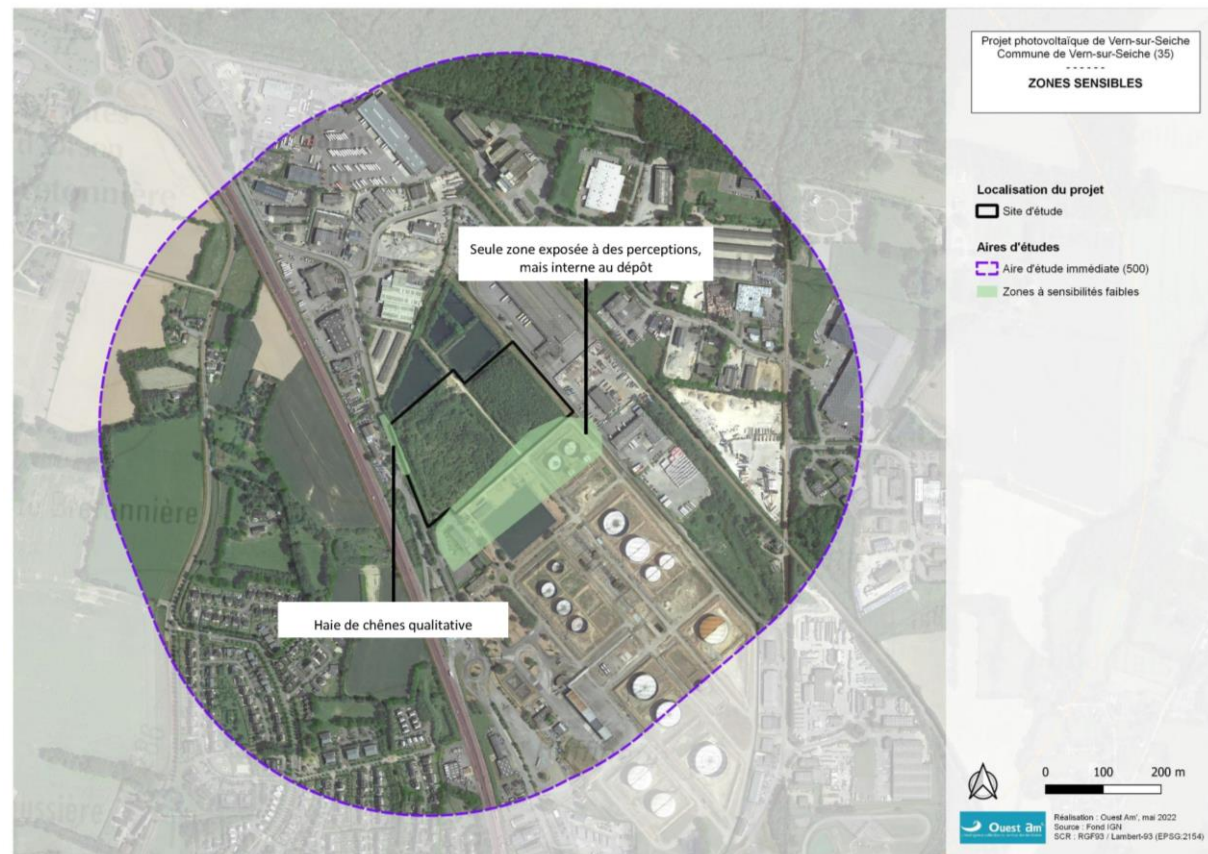 Projet photovoltaïque de Vern-sur-Seiche
Commune de Vern-sur-Seiche (35)
------
ZONES SENSIBLES
Localisation du projet
Site d'étude
Aires d'études
Aire d'étude immédiate (500)
Zones à sensibilités faibles
Seule zone exposée à des perceptions,
mais interne au dépôt
Haie de chênes qualitative
0 100 200 m
Ouest am'
Réalisation : Ouest Am', mai 2022
Source : Fond IGN
SCR : RGF93 / Lambert-93 (EPSG:2154)